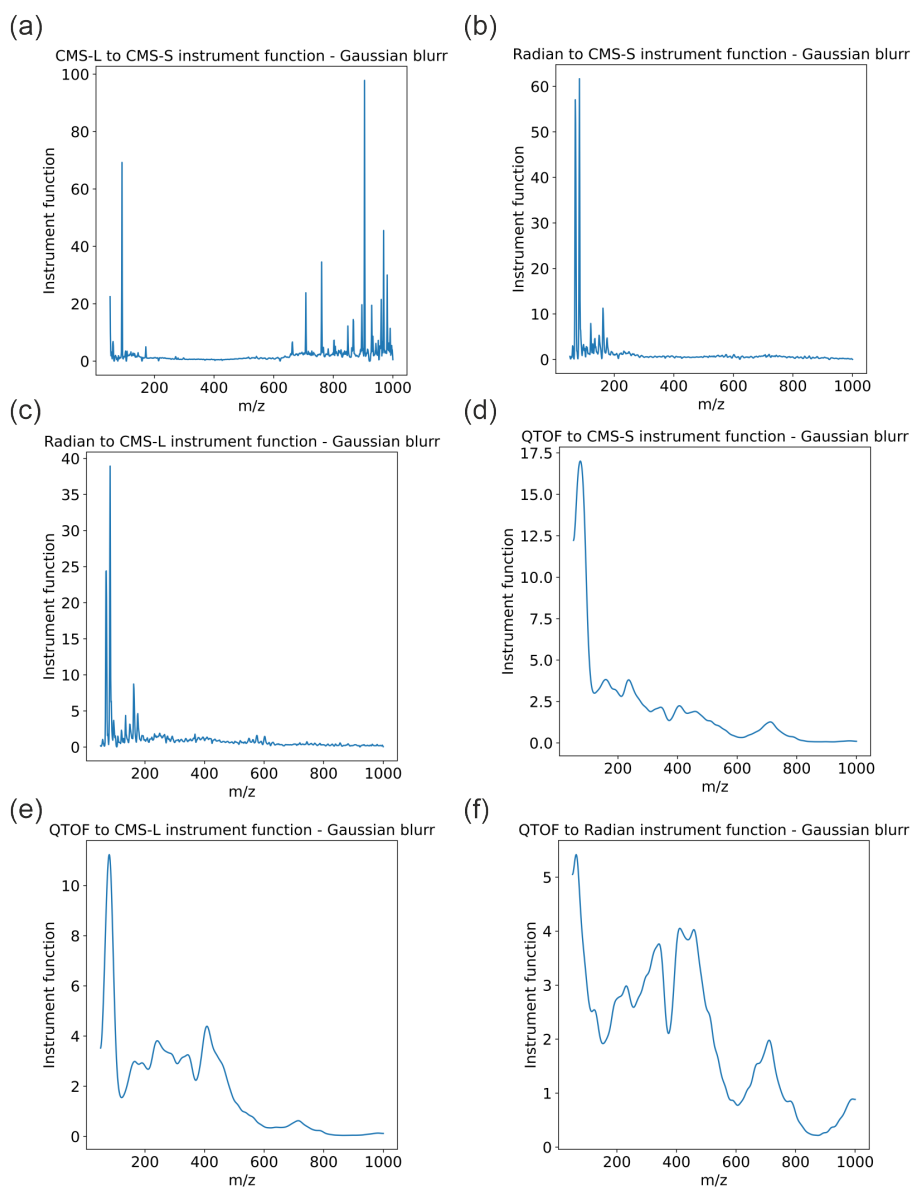 (a)
CMS-L to CMS-S instrument function - Gaussian blurr
100
80
60
40
20
0
Instrument function
200 400 600 800 1000
m/z
(b)
Radian to CMS-S instrument function - Gaussian blurr
60
50
40
30
20
10
0
Instrument function
200 400 600 800 1000
m/z
(c)
Radian to CMS-L instrument function - Gaussian blurr
40
35
30
25
20
15
10
5
0
Instrument function
200 400 600 800 1000
m/z
(d)
QTOF to CMS-S instrument function - Gaussian blurr
17.5
15.0
12.5
10.0
7.5
5.0
2.5
0.0
Instrument function
200 400 600 800 1000
m/z
(e)
QTOF to CMS-L instrument function - Gaussian blurr
10
8
6
4
2
0
Instrument function
200 400 600 800 1000
m/z
(f)
QTOF to Radian instrument function - Gaussian blurr
5
4
3
2
1
0
Instrument function
200 400 600 800 1000
m/z